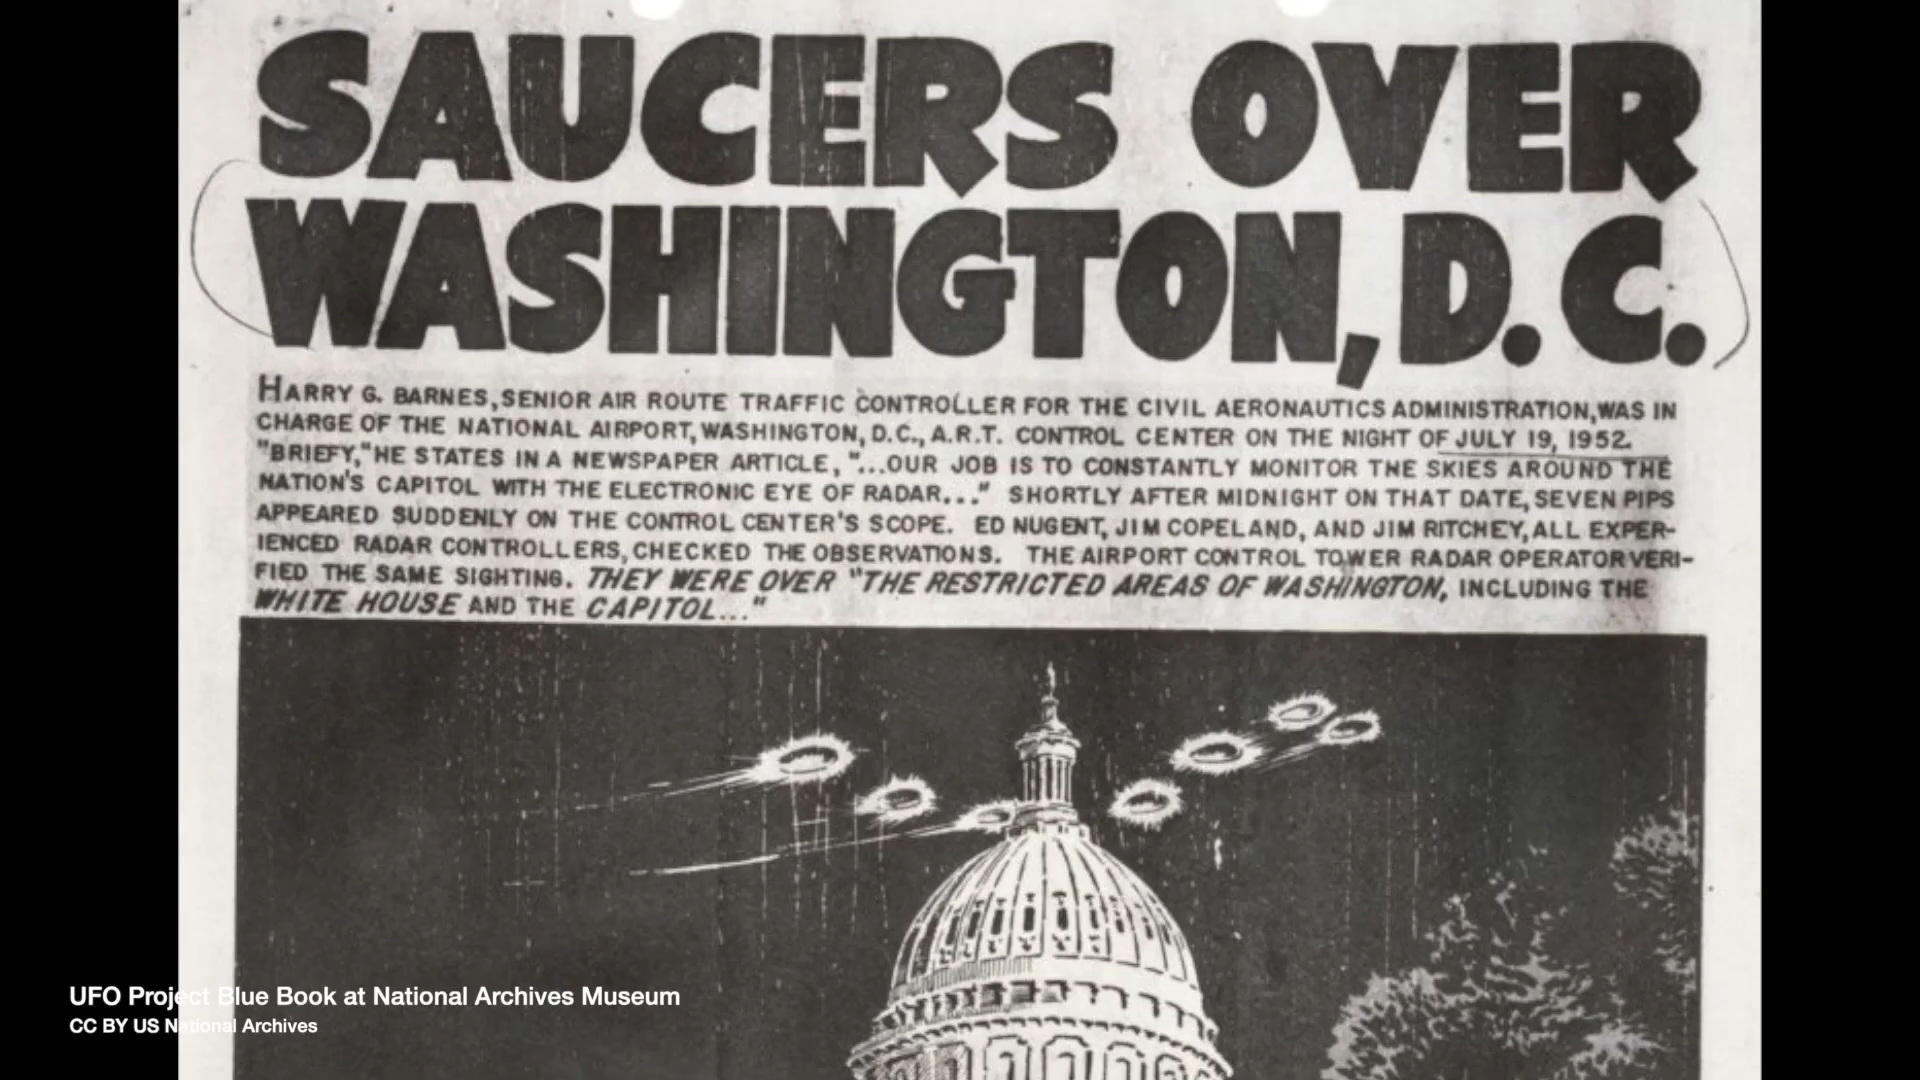 SAUCERS OVER
WASHINGTON, D. C.
HARRY G. BARNES, SENIOR AIR ROUTE TRAFFIC CONTROLLER FOR THE CIVIL AERONAUTICS ADMINISTRATION, WAS IN
CHARGE OF THE NATIONAL AIRPORT, WASHINGTON, D.C., A.R.T. CONTROL CENTER ON THE NIGHT OF JULY 19, 1952.
"BRIEFY," HE STATES IN A NEWSPAPER ARTICLE, "...OUR JOB IS TO CONSTANTLY MONITOR THE SKIES AROUND THE
NATION'S CAPITOL WITH THE ELECTRONIC EYE OF RADAR..." SHORTLY AFTER MIDNIGHT ON THAT DATE, SEVEN PIPS
APPEARED SUDDENLY ON THE CONTROL CENTER'S SCOPE. ED NUGENT, JIM COPELAND, AND JIM RITCHEY, ALL EXPER-
IENCED RADAR CONTROLLERS, CHECKED THE OBSERVATIONS. THE AIRPORT CONTROL TOWER RADAR OPERATOR VERI-
FIED THE SAME SIGHTING. THEY WERE OVER "THE RESTRICTED AREAS OF WASHINGTON, INCLUDING THE
WHITE HOUSE AND THE CAPITOL..."
UFO Project Blue Book at National Archives Museum
CC BY US National Archives